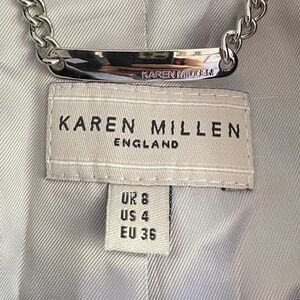 KAREN MILLEN
KAREN MILLEN
ENGLAND
UK 8
US 4
EU 36